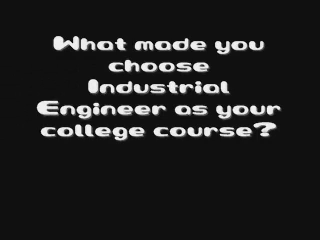 What made you
choose
Industrial
Engineer as your
college course?